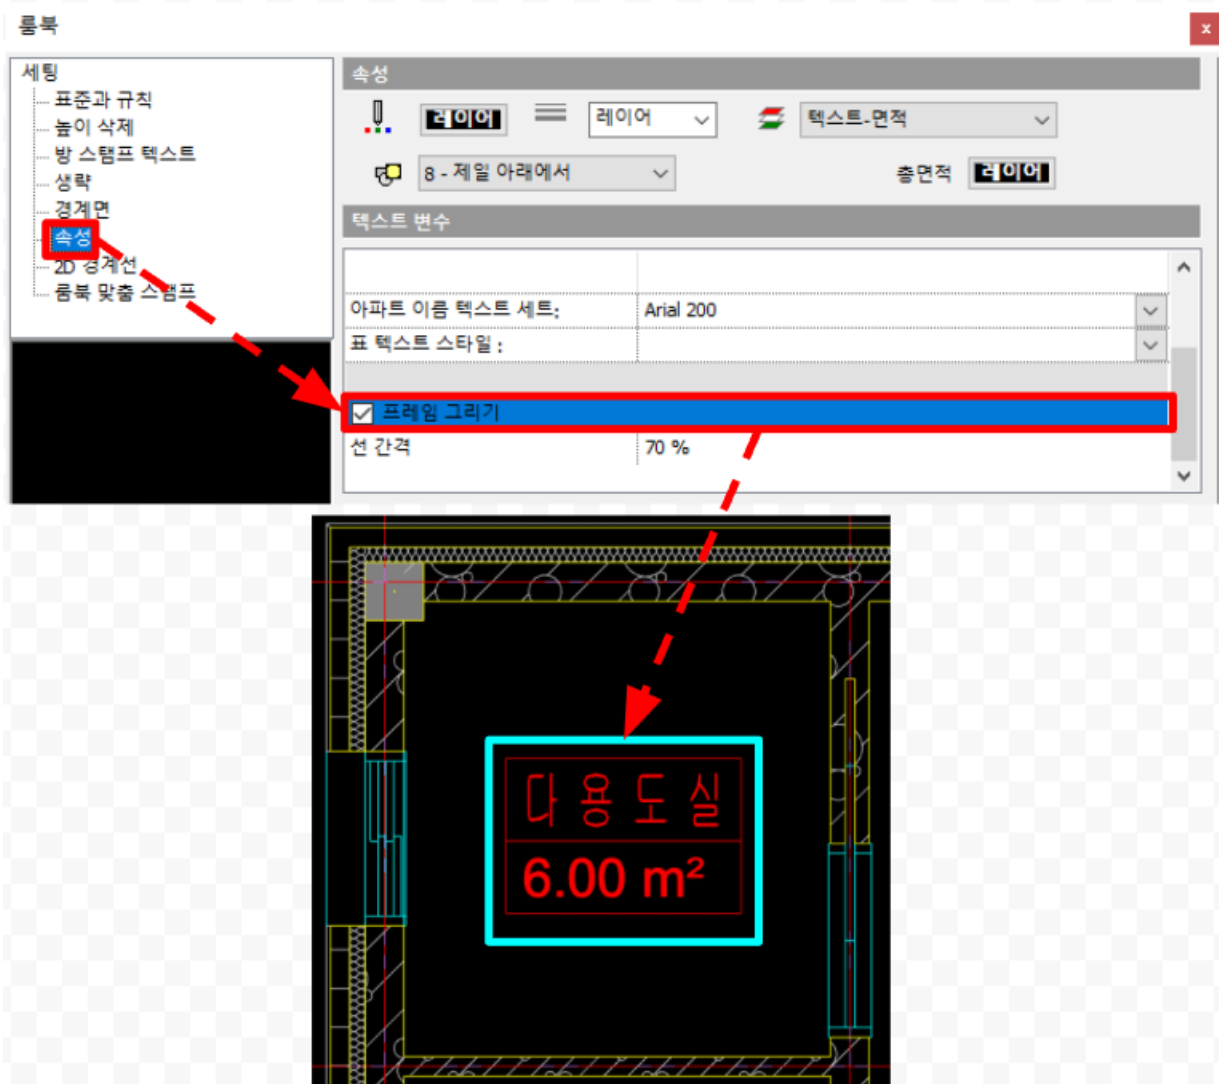 룸북
x
세팅
표준과 규칙
높이 삭제
방 스탬프 텍스트
생략
경계면
속성
2D 경계선
룸북 맞춤 스탬프
속성
레이어
레이어
텍스트-면적
8 - 제일 아래에서
총면적
레이어
텍스트 변수
아파트 이름 텍스트 세트:
Arial 200
표 텍스트 스타일 :
프레임 그리기
선 간격
70 %
다용도실
6.00 m²